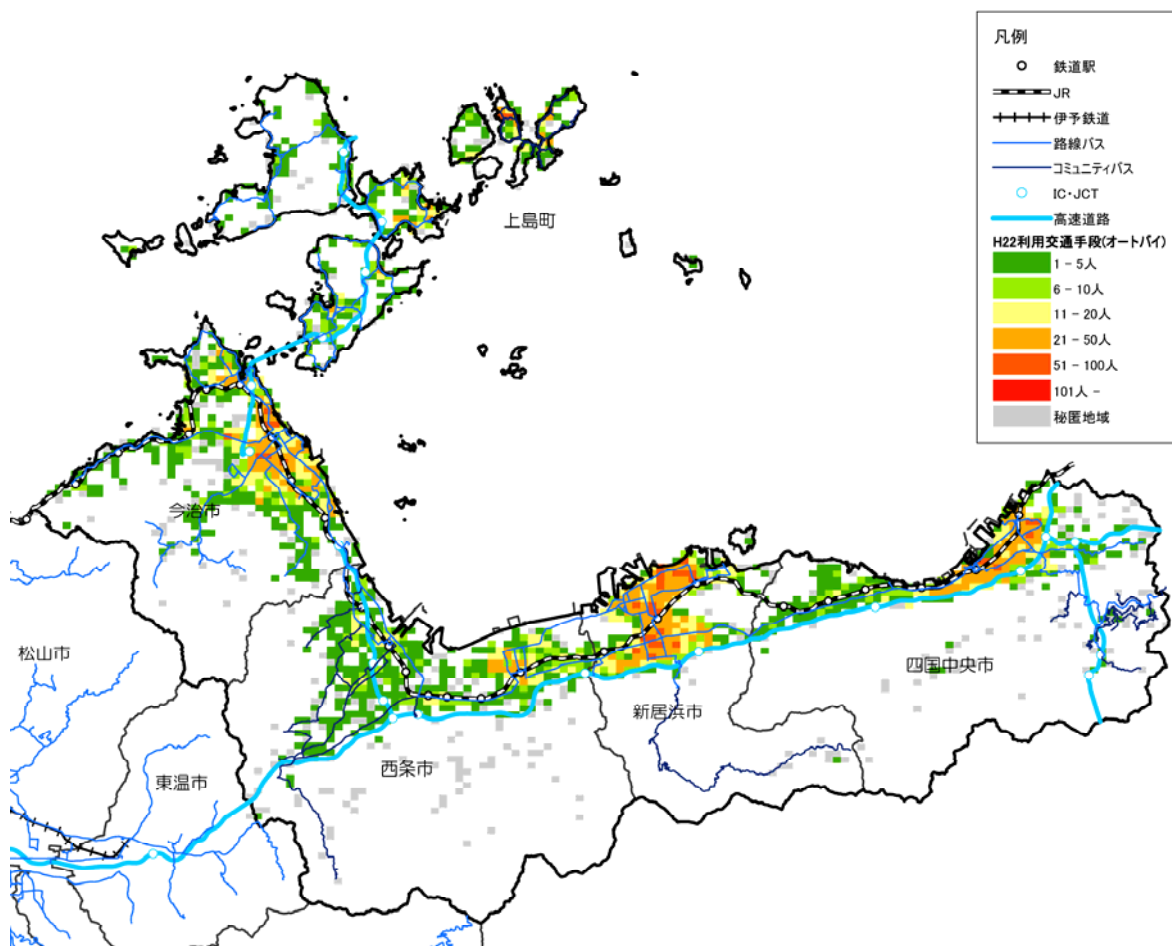 凡例
鉄道駅
JR
伊予鉄道
路線バス
コミュニティバス
IC・JCT
高速道路
H22利用交通手段(オートバイ)
1 - 5人
6 - 10人
11 - 20人
21 - 50人
51 - 100人
101人 -
秘匿地域
上島町
今治市
松山市
東温市
西条市
新居浜市
四国中央市